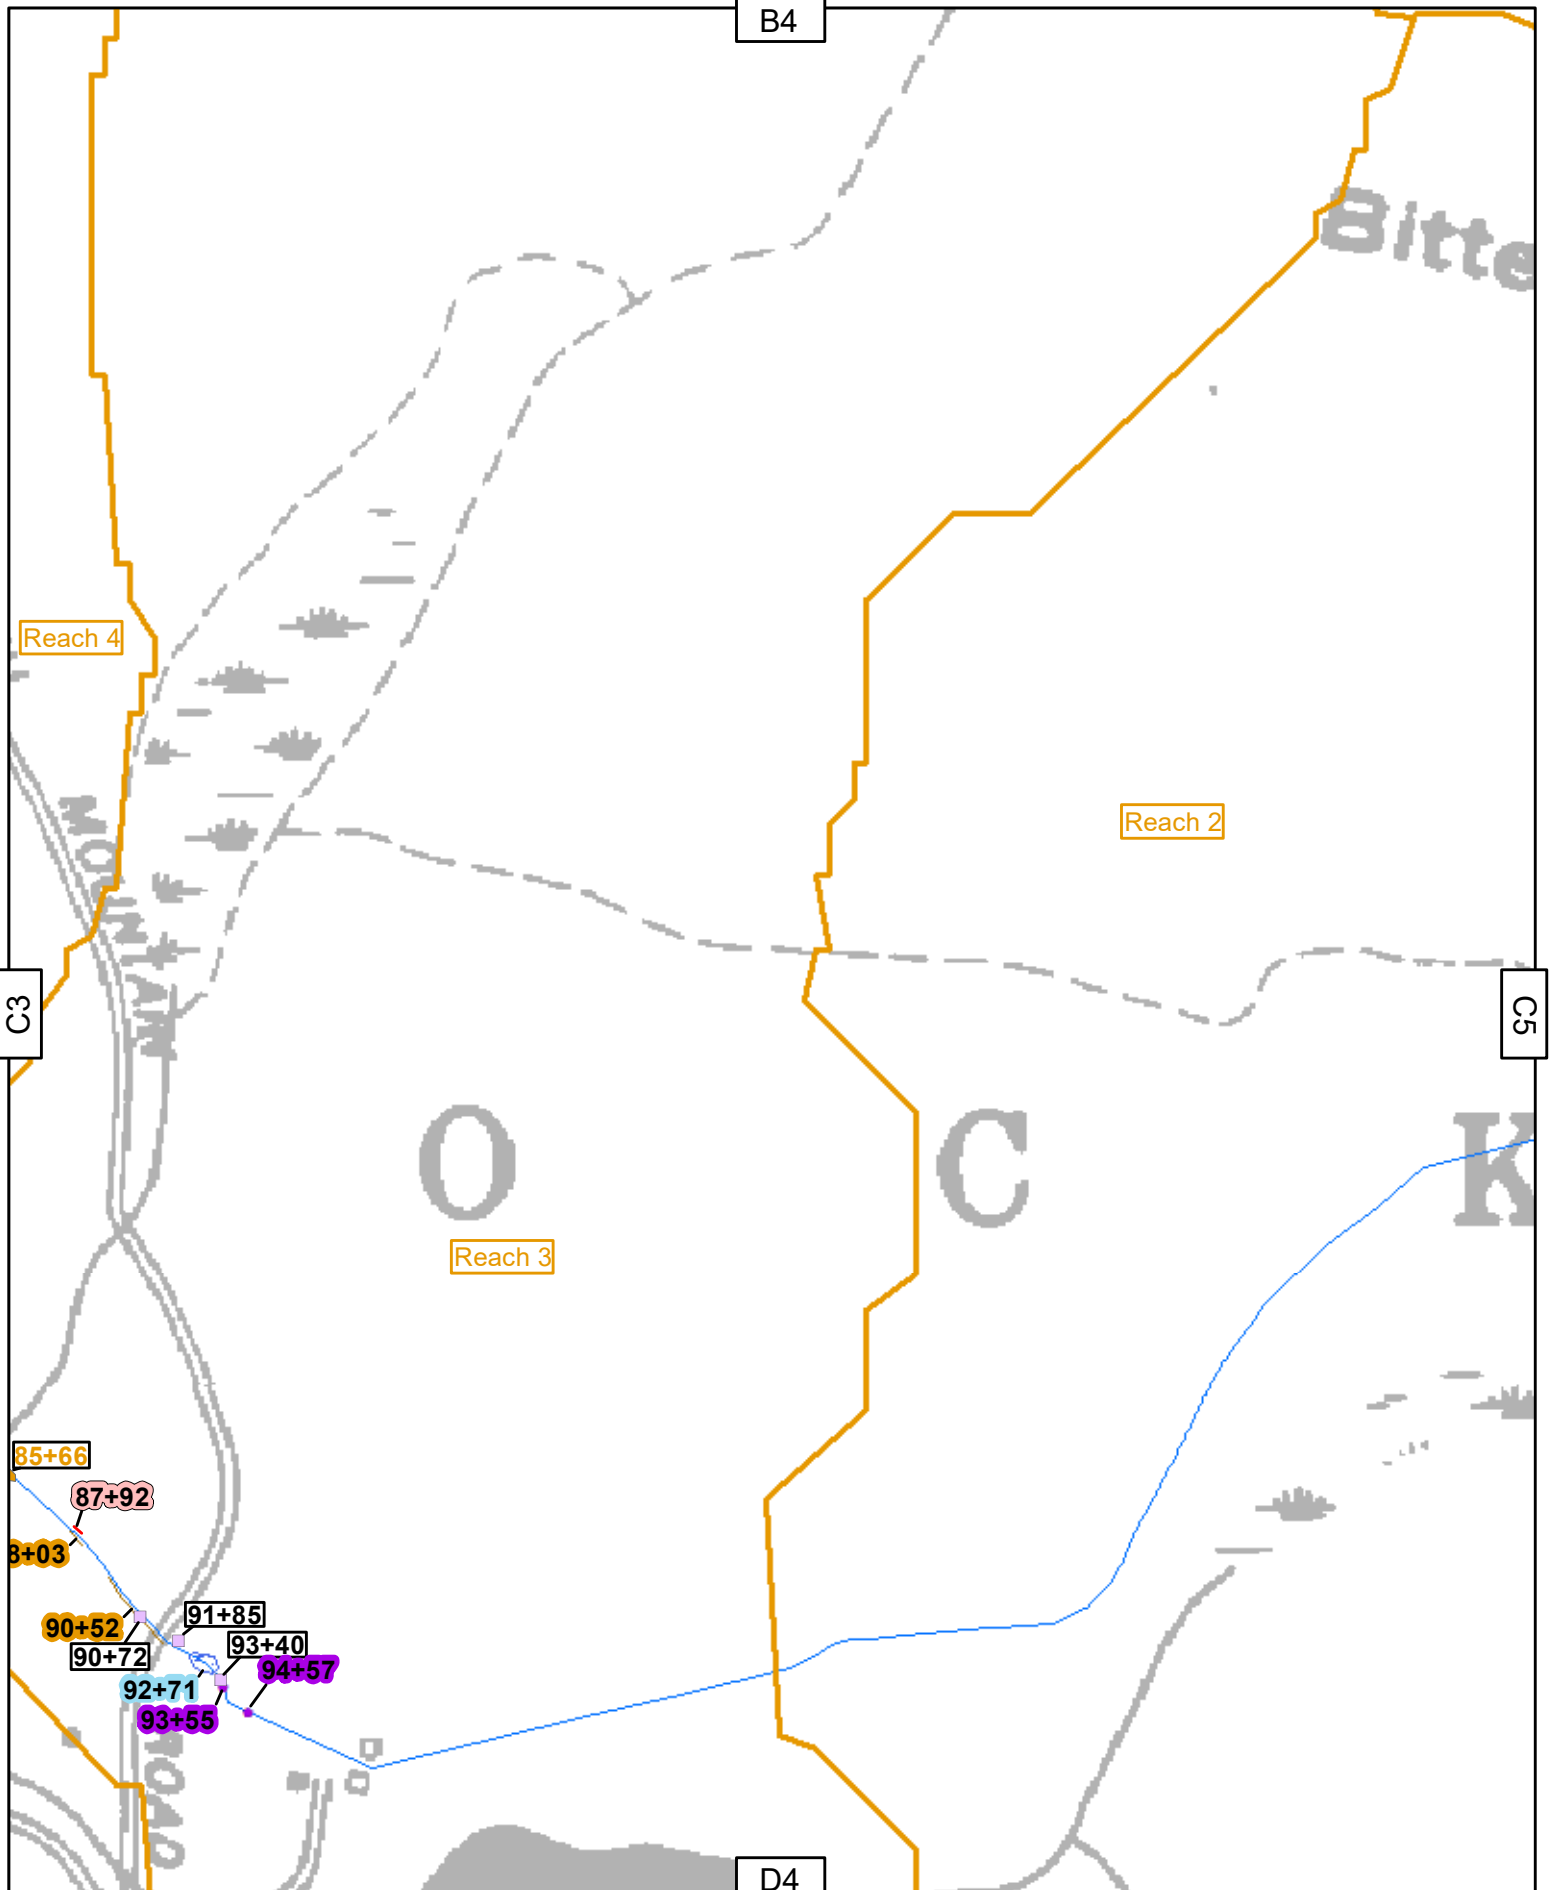 B4
Bitte
Reach 4
Reach 2
MOUNTAIN
C3
C5
O C K
Reach 3
85+66
87+92
8+03
90+52
91+85
90+72
93+40
94+57
92+71
93+55
ROAD
D4